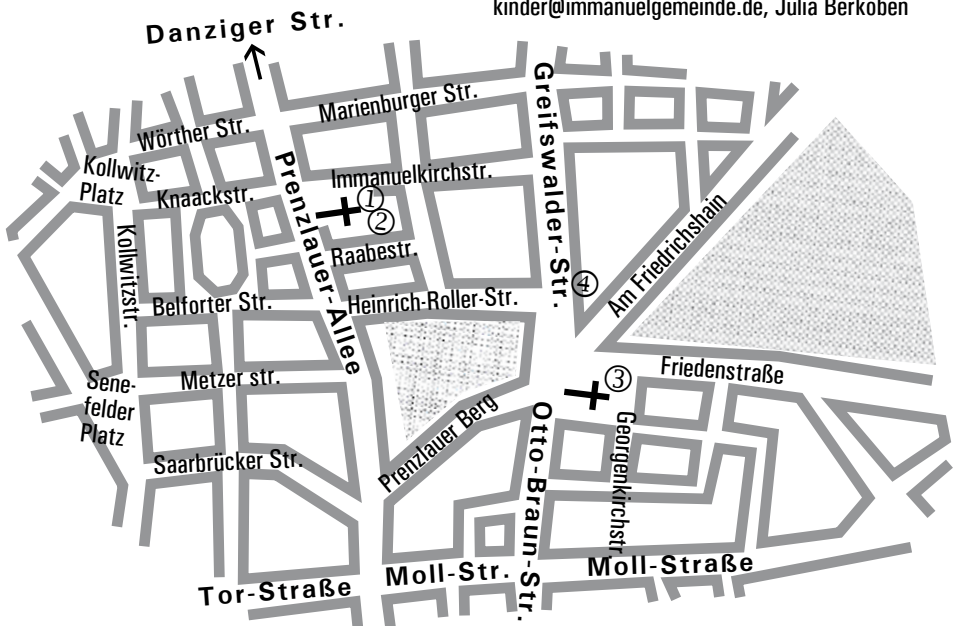 kinder@immanuelgemeinde.de, Julia Berkoben
Danziger Str.
Marienburger Str.
Wörther Str.
Greifswalder-Str.
Kollwitz-
Platz
Knaackstr.
Immanuelkirchstr.
①
②
Prenzlauer-Allee
Kollwitzstr.
Raabestr.
④
Am Friedrichshain
Belforter Str.
Heinrich-Roller-Str.
Sene-
felder
Platz
Metzer str.
③
Friedenstraße
Prenzlauer Berg
Otto-Braun-Str.
Georgenkirchstr.
Saarbrücker Str.
Tor-Straße
Moll-Str.
Moll-Straße